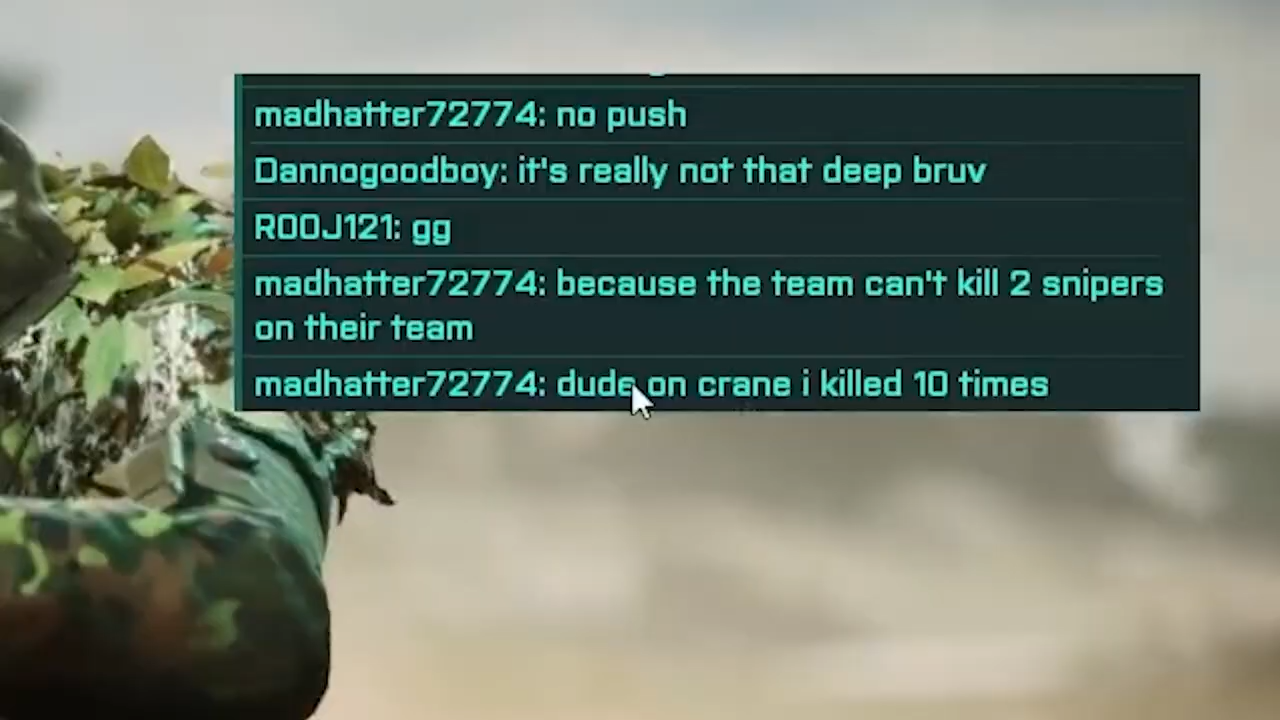 madhatter72774: no push
Dannogoodboy: it's really not that deep bruv
R00J121: gg
madhatter72774: because the team can't kill 2 snipers
on their team
madhatter72774: dude on crane i killed 10 times